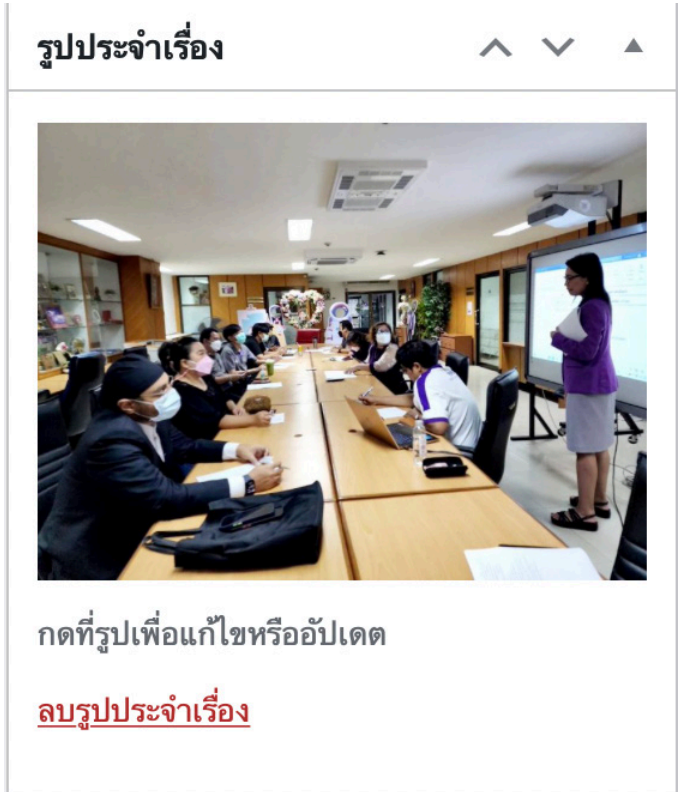 รูปประจำเรื่อง
กดที่รูปเพื่อแก้ไขหรืออัปเดต
ลบรูปประจำเรื่อง